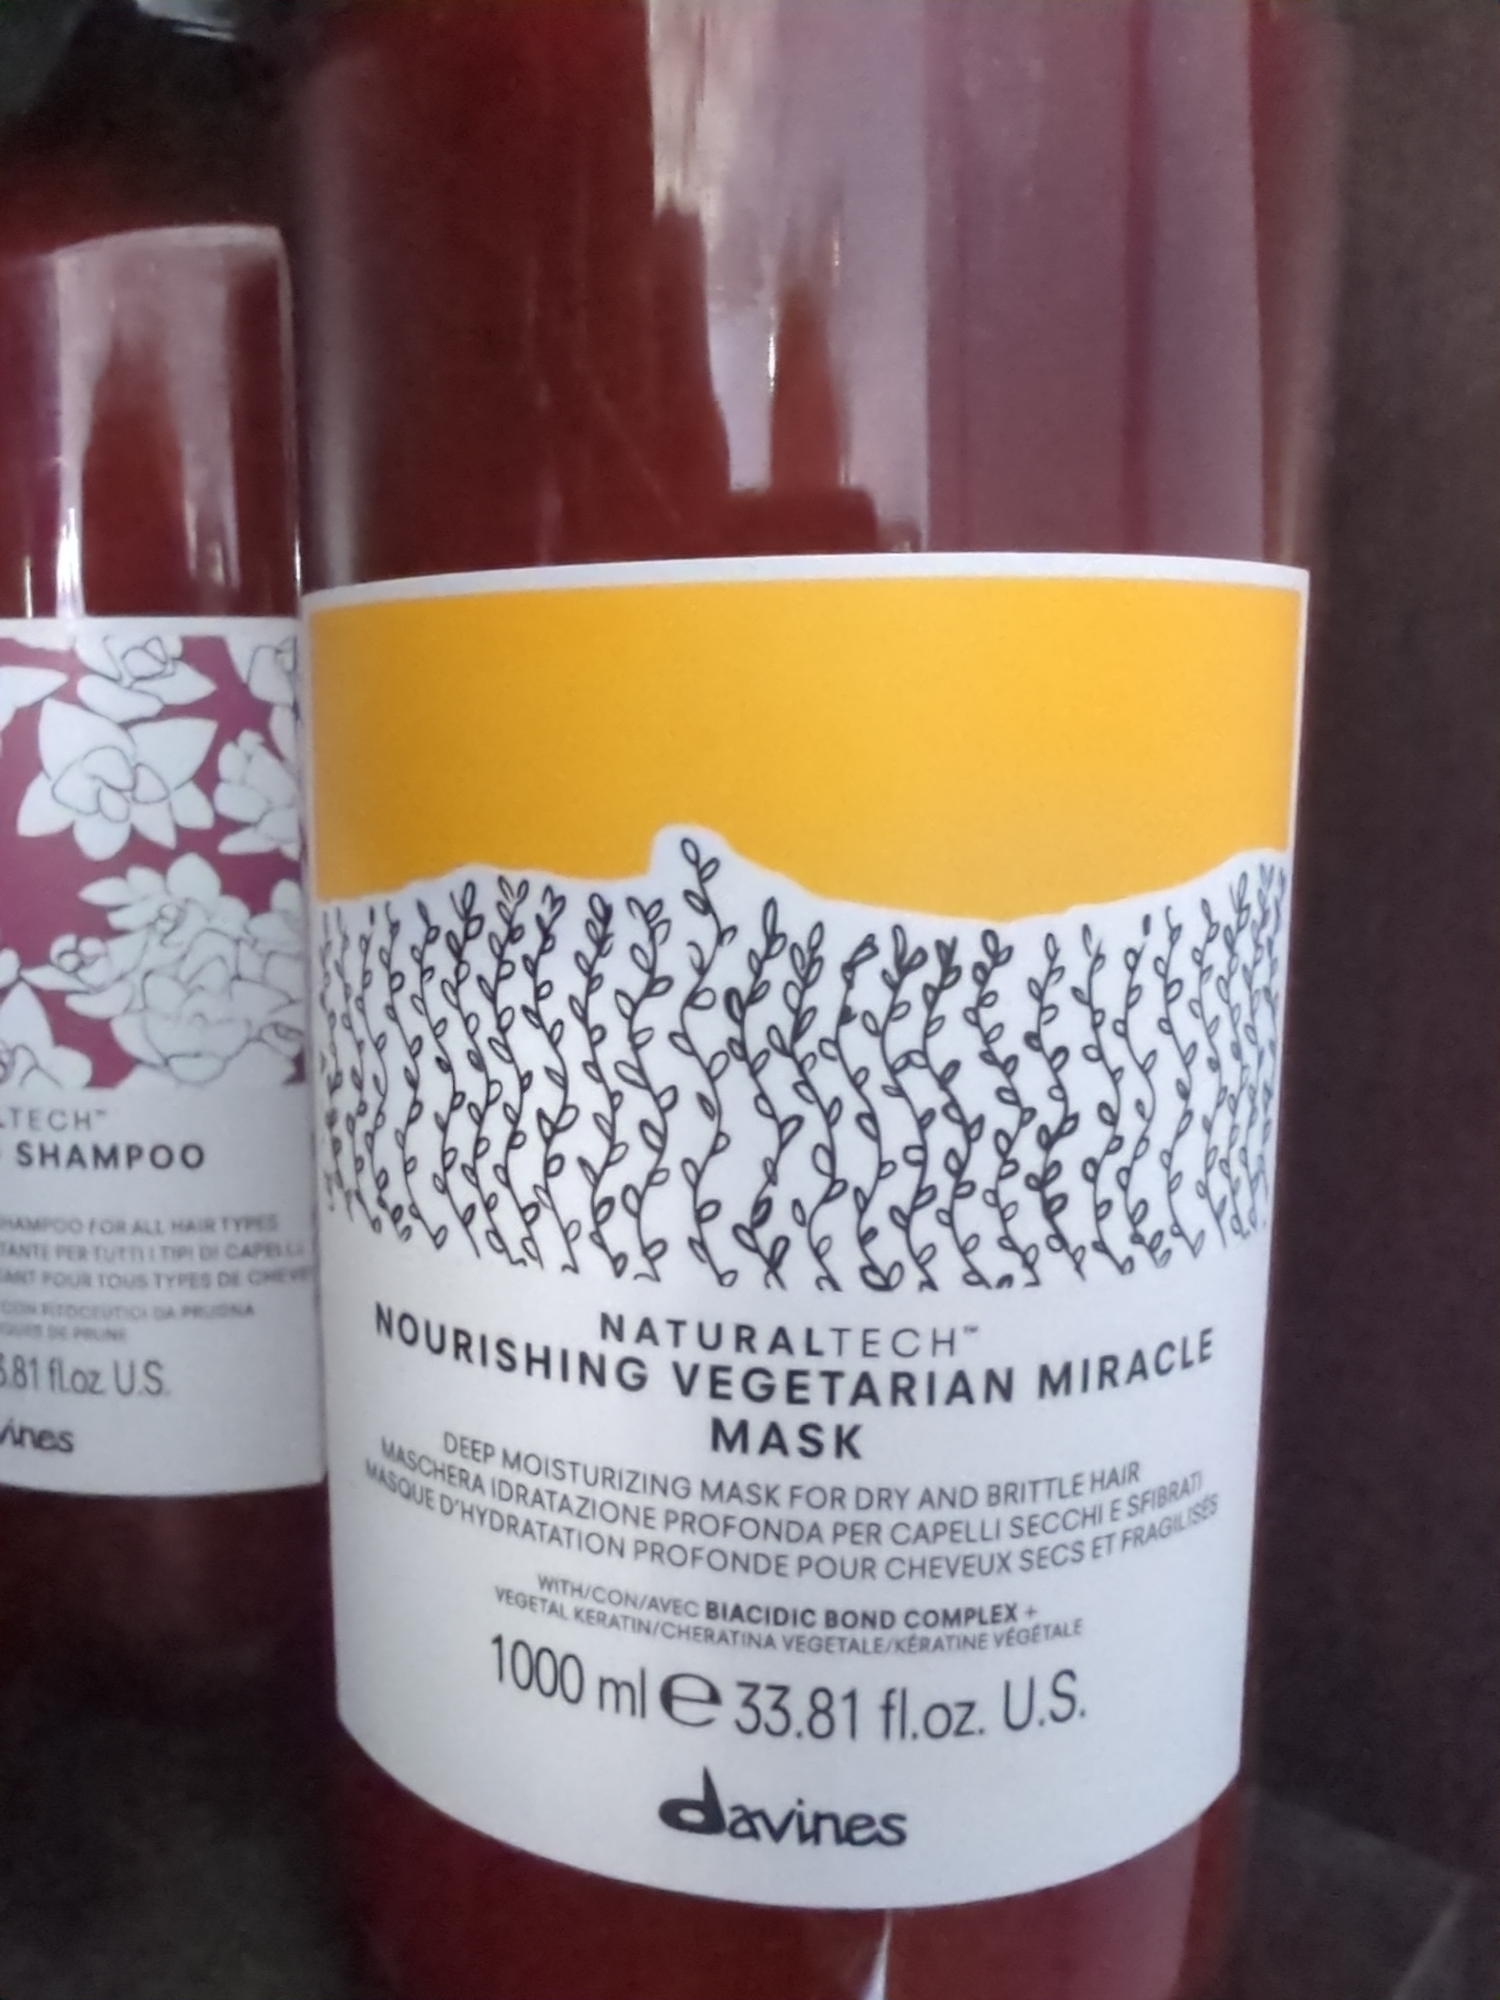 NATURALTECH™
NOURISHING VEGETARIAN MIRACLE
MASK
DEEP MOISTURIZING MASK FOR DRY AND BRITTLE HAIR
MASCHERA IDRATAZIONE PROFONDA PER CAPELLI SECCHI E SFIBRATI
MASQUE D'HYDRATATION PROFONDE POUR CHEVEUX SECS ET FRAGILISÉS
WITH/CON/AVEC BIACIDIC BOND COMPLEX +
VEGETAL KERATIN/CHERATINA VEGETALE/KÉRATINE VÉGÉTALE
1000 ml e 33.81 fl.oz. U.S.
davines
LTECH™
SHAMPOO
SHAMPOO FOR ALL HAIR TYPES
TANTE PER TUTTI I TIPI DI CAPELLI
ANT POUR TOUS TYPES DE CHEVE
CON FITOCEUTICI DA PRUGNA
QUES DE PRUNE
3.81 fl.oz. U.S.
vines